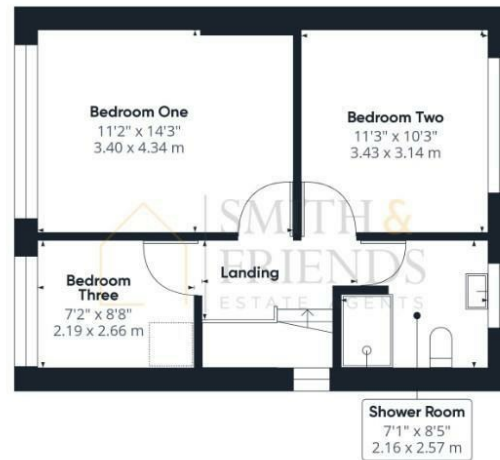 Bedroom One
11'2" x 14'3"
3.40 x 4.34 m
Bedroom Two
11'3" x 10'3"
3.43 x 3.14 m
SMITH &
FRIENDS
ESTATE AGENTS
Bedroom
Three
7'2" x 8'8"
2.19 x 2.66 m
Landing
Shower Room
7'1" x 8'5"
2.16 x 2.57 m